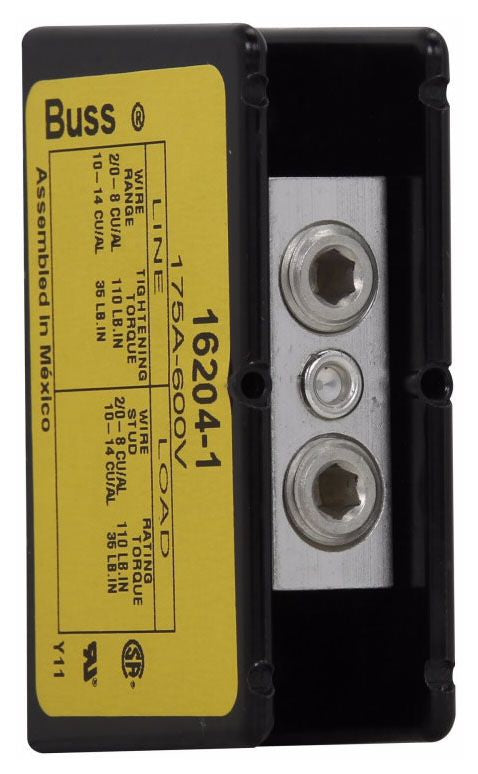 Buss ®
16204-1
175A-600V
LINE
WIRE RANGE TIGHTENING TORQUE
2/0-8 CU/AL 110 LB.IN
10-14 CU/AL 35 LB.IN
LOAD
WIRE STUD RATING TORQUE
2/0-8 CU/AL 110 LB.IN
10-14 CU/AL 35 LB.IN
Assembled in México
Y11